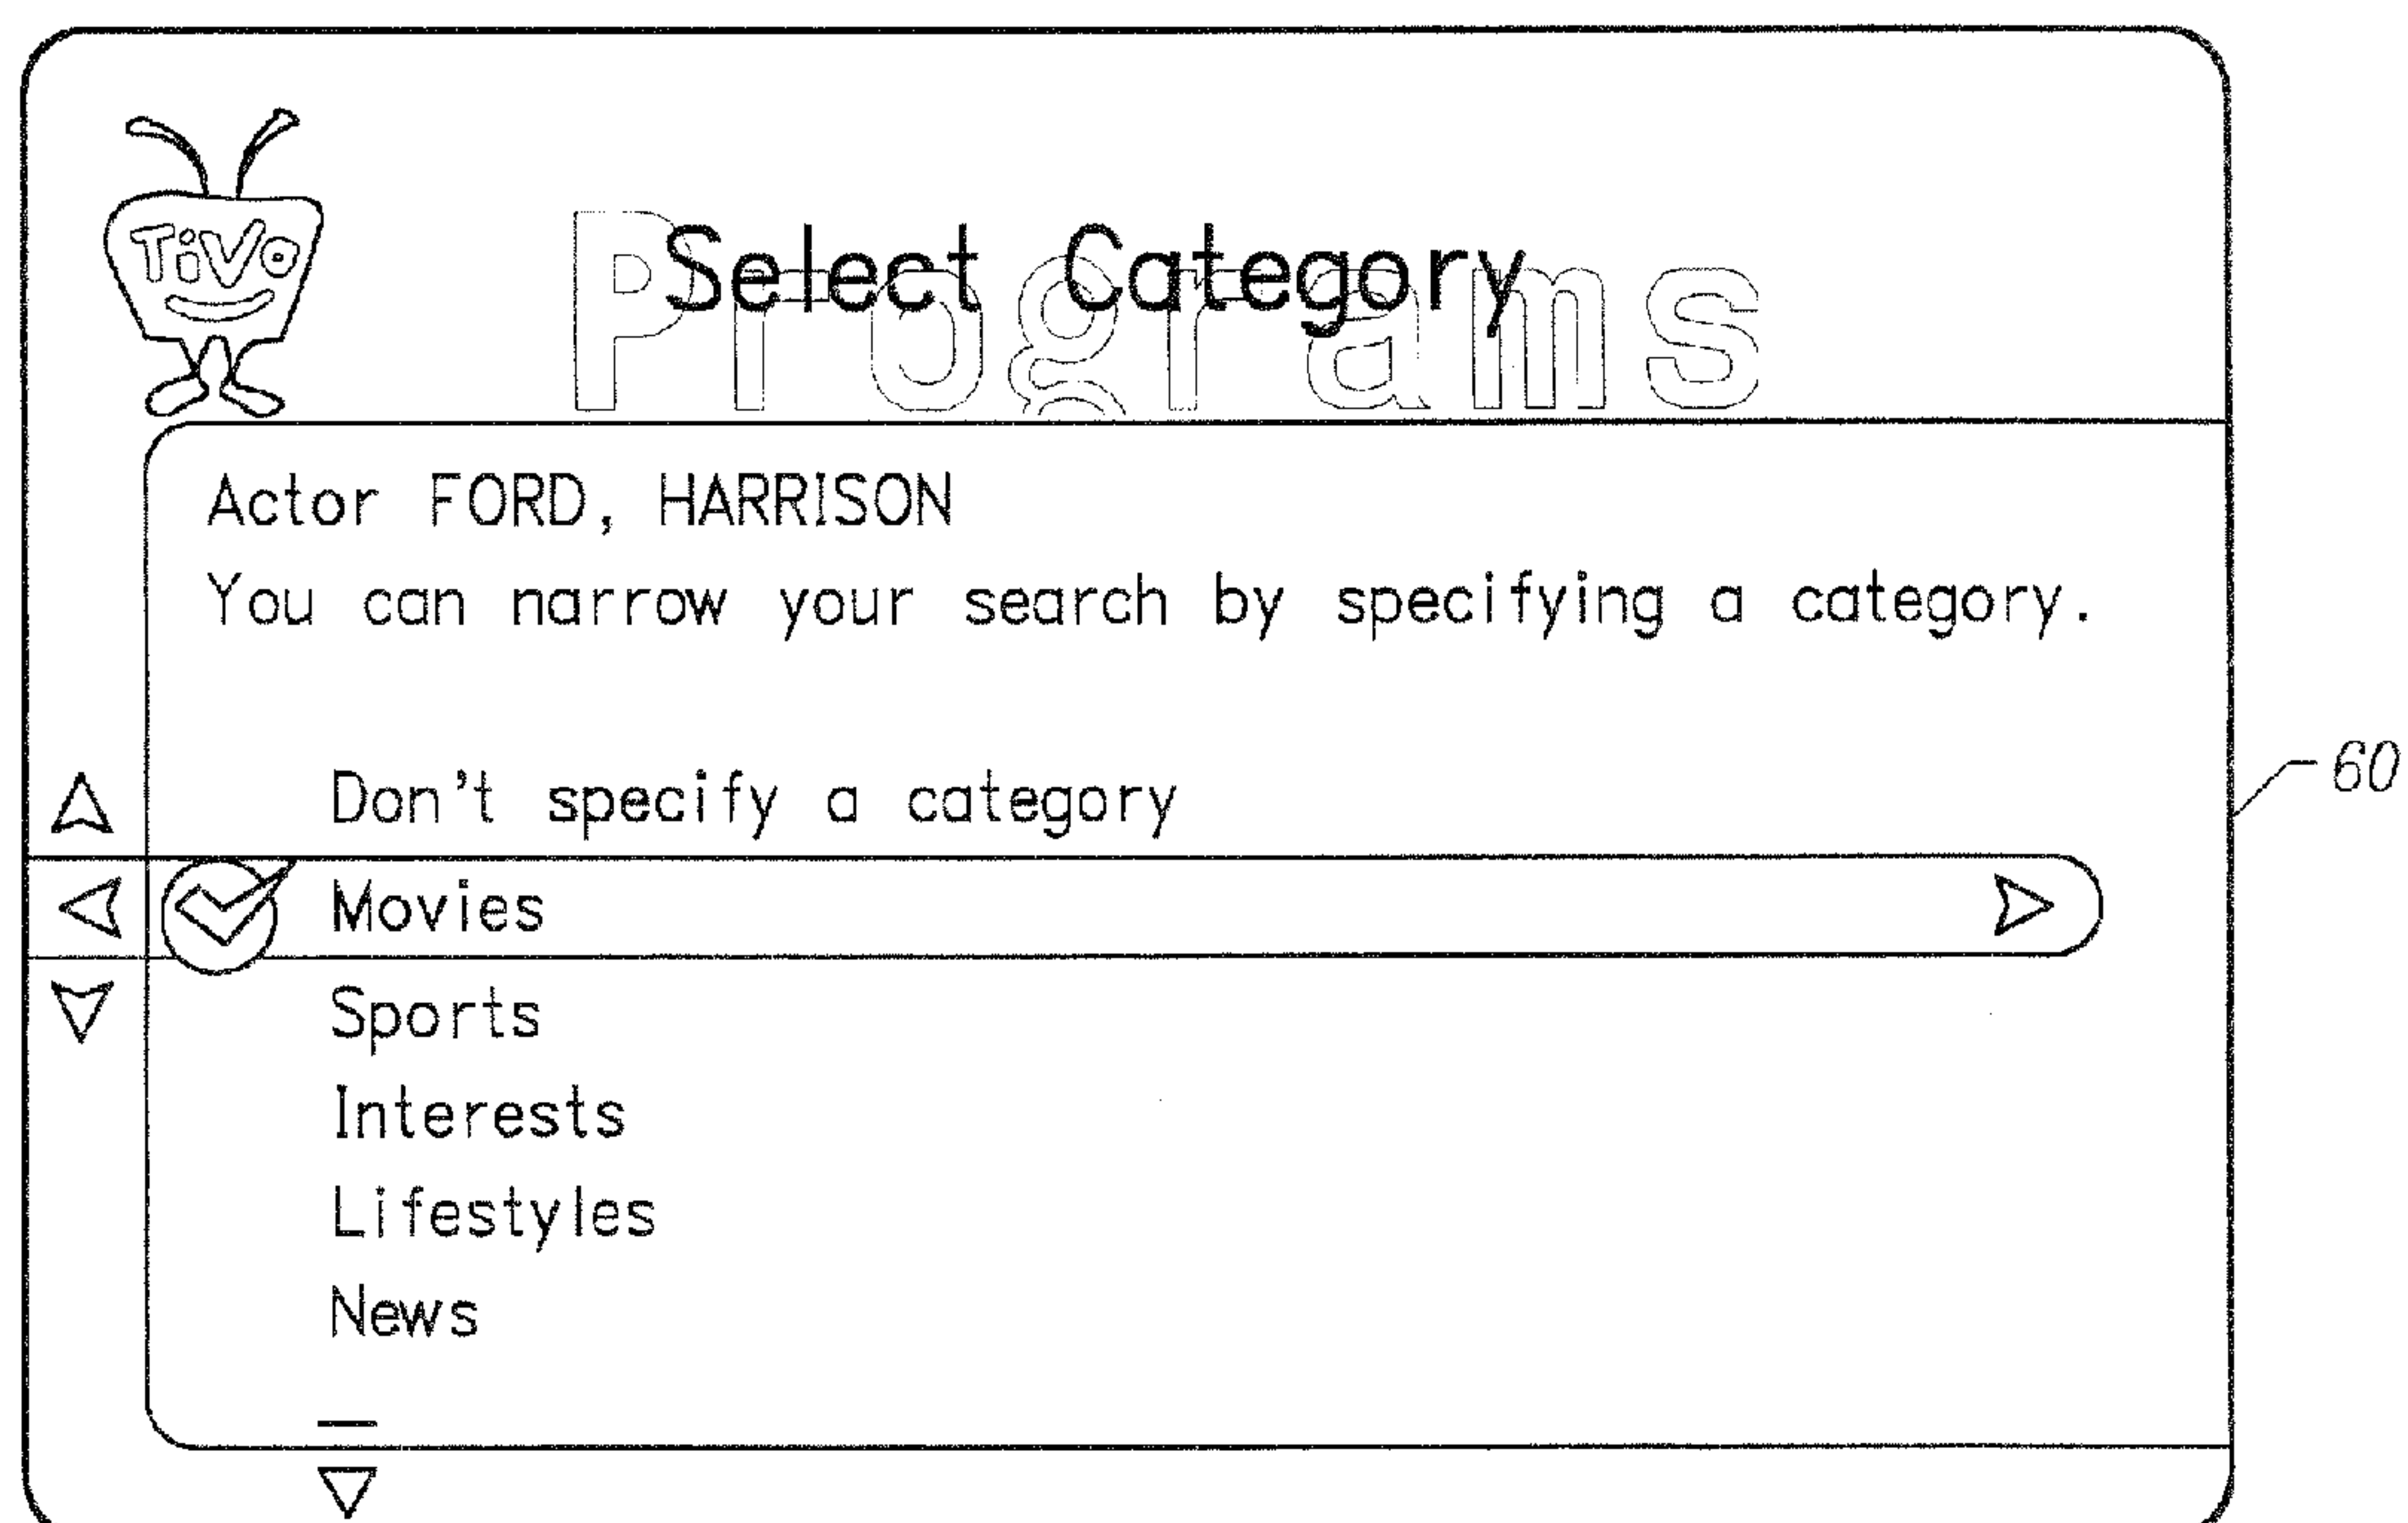 TiVo
Programs
Select Category
Actor FORD, HARRISON
You can narrow your search by specifying a category.
Don't specify a category
60
Movies
Sports
Interests
Lifestyles
News